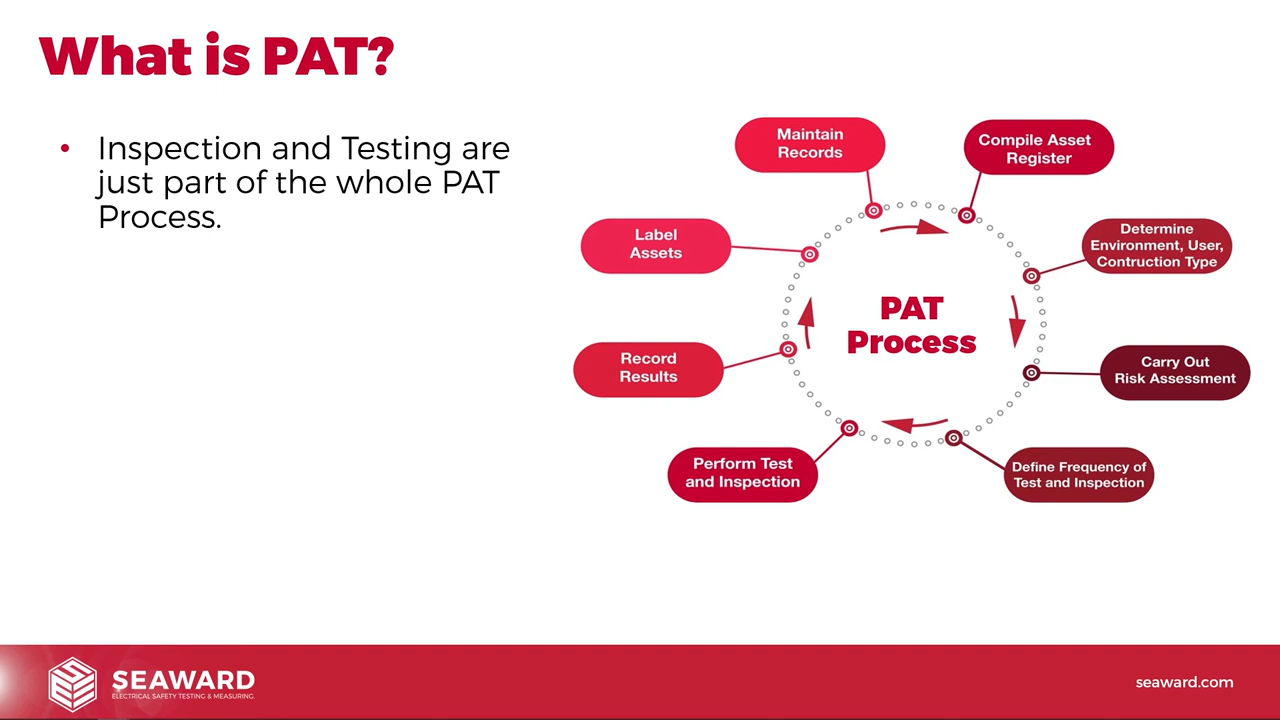 What is PAT?
• Inspection and Testing are
just part of the whole PAT
Process.
PAT
Process
Compile Asset
Register
Determine
Environment, User,
Contruction Type
Carry Out
Risk Assessment
Define Frequency of
Test and Inspection
Perform Test
and Inspection
Record
Results
Label
Assets
Maintain
Records
SEAWARD
ELECTRICAL SAFETY TESTING & MEASURING.
seaward.com